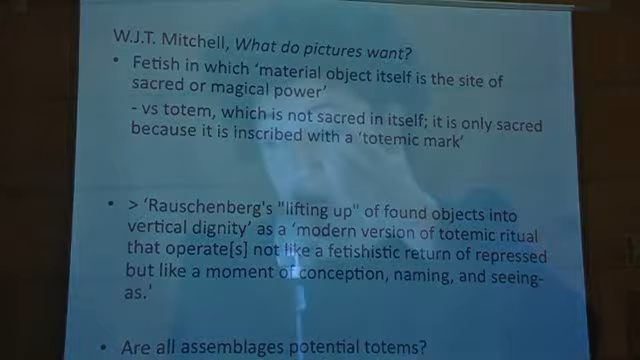 W.J.T. Mitchell, What do pictures want?
• Fetish in which 'material object itself is the site of
sacred or magical power'
- vs totem, which is not sacred in itself; it is only sacred
because it is inscribed with a 'totemic mark'
• > 'Rauschenberg's "lifting up" of found objects into
vertical dignity' as a 'modern version of totemic ritual
that operate[s] not like a fetishistic return of repressed
but like a moment of conception, naming, and seeing-
as.'
• Are all assemblages potential totems?